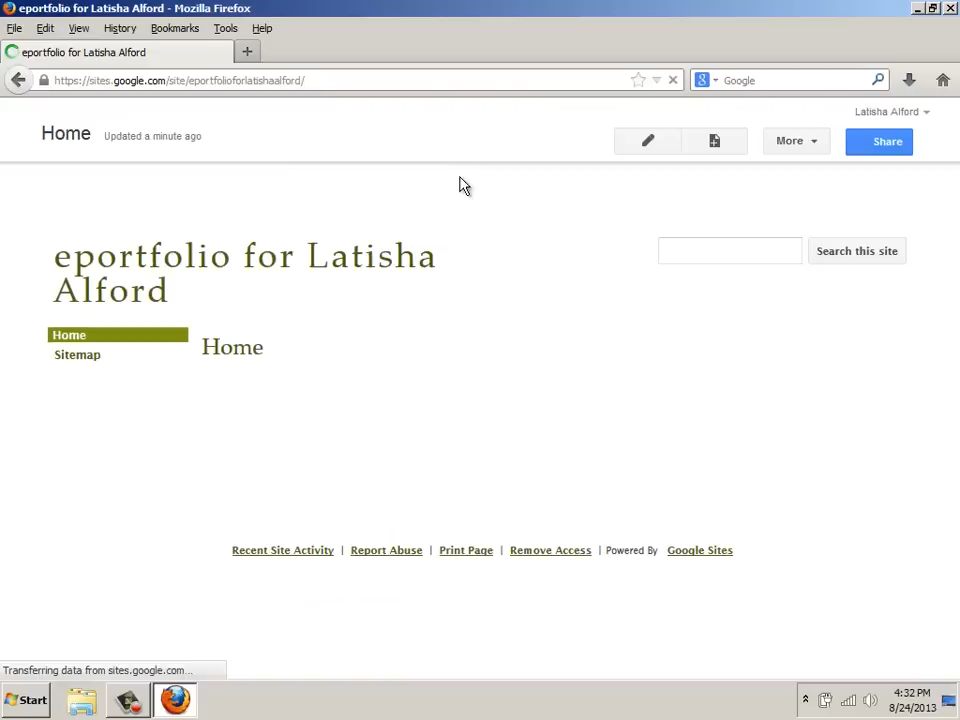 eportfolio for Latisha Alford - Mozilla Firefox
File Edit View History Bookmarks Tools Help
eportfolio for Latisha Alford
https://sites.google.com/site/eportfolioforlatishaalford/
Google
Latisha Alford
Home Updated a minute ago
More
Share
eportfolio for Latisha
Alford
Search this site
Home
Home
Sitemap
Recent Site Activity | Report Abuse | Print Page | Remove Access | Powered By Google Sites
Transferring data from sites.google.com...
Start
4:32 PM
8/24/2013